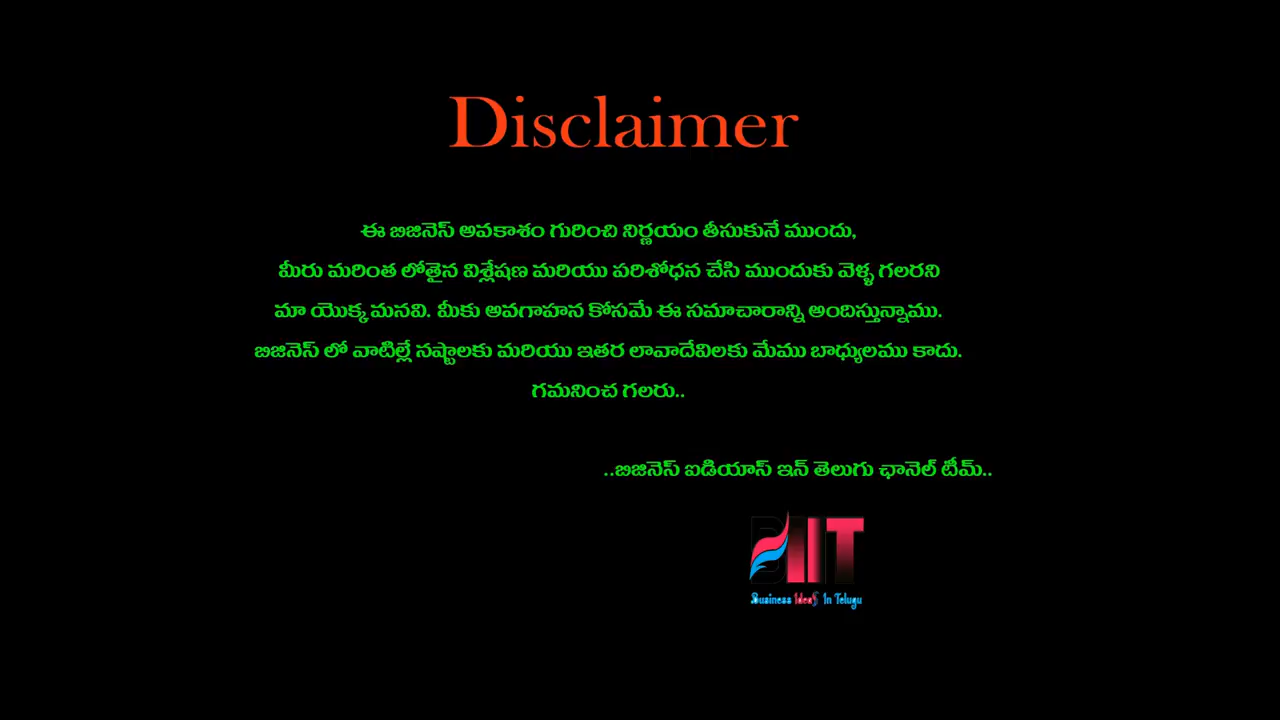 Disclaimer
ఈ బిజినెస్ అవకాశం గురించి నిర్ణయం తీసుకునే ముందు,
మీరు మరింత లోతైన విశ్లేషణ మరియు పరిశోధన చేసి ముందుకు వెళ్ళ గలరని
మా యొక్క మనవి. మీకు అవగాహన కోసమే ఈ సమాచారాన్ని అందిస్తున్నాము.
బిజినెస్ లో వాటిల్లే నష్టాలకు మరియు ఇతర లావాదేవిలకు మేము బాధ్యులము కాదు.
గమనించ గలరు..
..బిజినెస్ ఐడియాస్ ఇన్ తెలుగు ఛానెల్ టీమ్..
BIIT
Business Ideas In Telugu